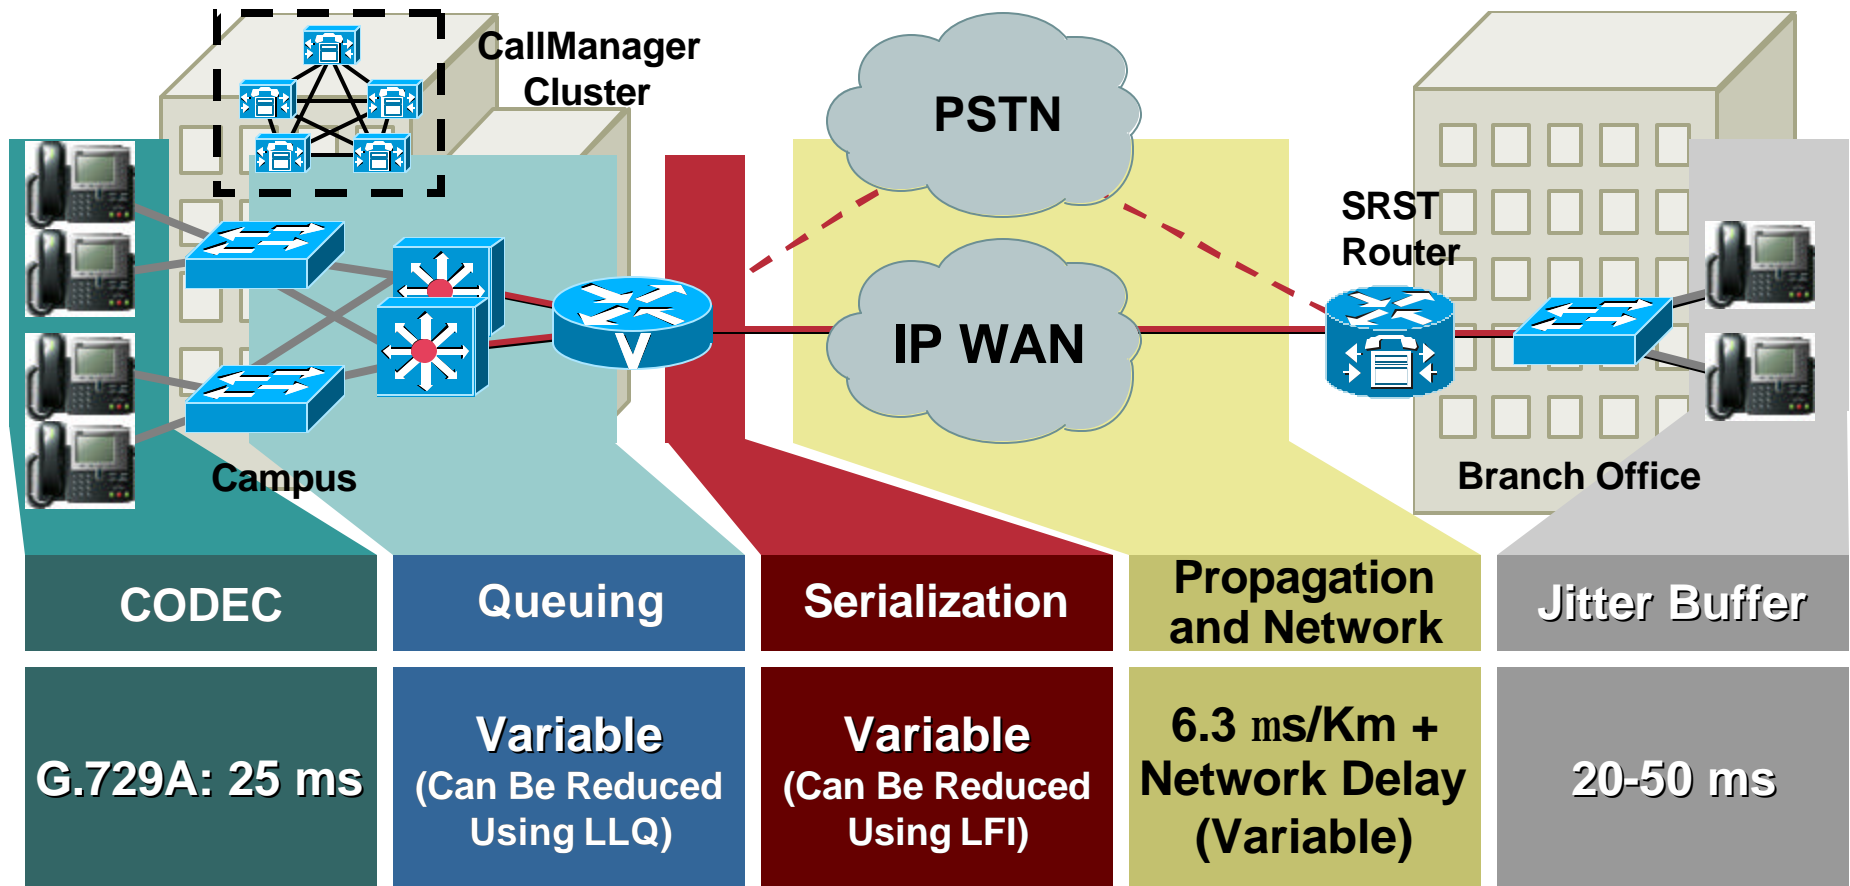 CallManager
Cluster
PSTN
SRST
Router
IP WAN
V
Campus
Branch Office
CODEC
Queuing
Serialization
Propagation
and Network
Jitter Buffer
G.729A: 25 ms
Variable
(Can Be Reduced
Using LLQ)
Variable
(Can Be Reduced
Using LFI)
6.3 ms/Km +
Network Delay
(Variable)
20-50 ms